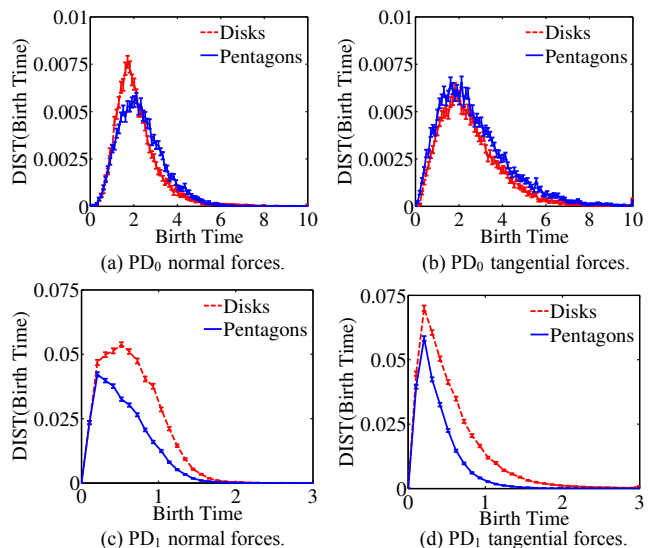 0.01
0.0075
0.005
0.0025
0
DIST(Birth Time)
Disks
Pentagons
0 2 4 6 8 10
Birth Time
(a) PD₀ normal forces.
0.01
0.0075
0.005
0.0025
0
DIST(Birth Time)
Disks
Pentagons
0 2 4 6 8 10
Birth Time
(b) PD₀ tangential forces.
0.075
0.05
0.025
0
DIST(Birth Time)
Disks
Pentagons
0 1 2 3
Birth Time
(c) PD₁ normal forces.
0.075
0.05
0.025
0
DIST(Birth Time)
Disks
Pentagons
0 1 2 3
Birth Time
(d) PD₁ tangential forces.